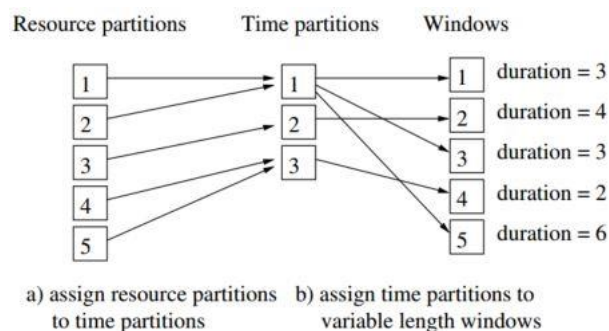 Resource partitions Time partitions Windows
1 1 1 duration = 3
2 2 2 duration = 4
3 3 3 duration = 3
4 4 duration = 2
5 5 duration = 6
a) assign resource partitions b) assign time partitions to
to time partitions variable length windows